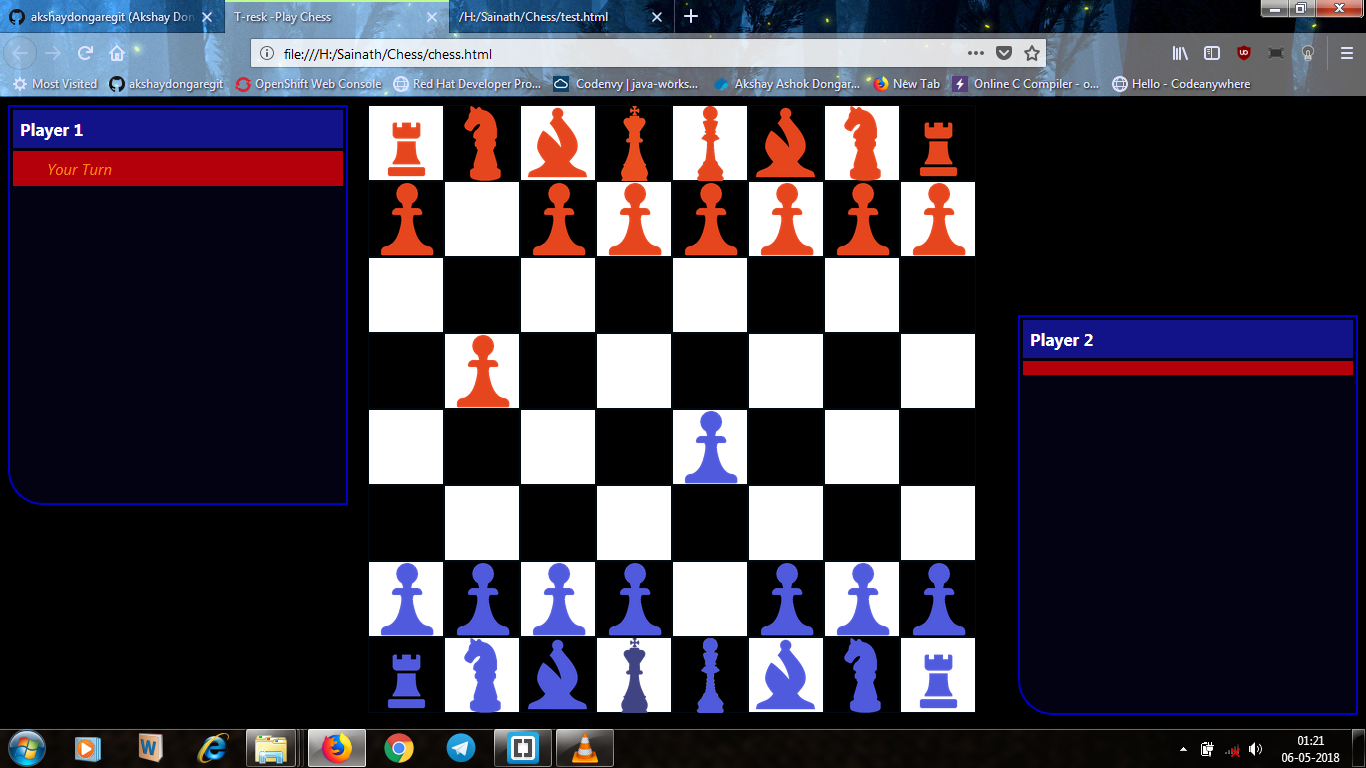 akshaydongaregit (Akshay Don
T-resk -Play Chess
/H:/Sainath/Chess/test.html
file:///H:/Sainath/Chess/chess.html
Most Visited
akshaydongaregit
OpenShift Web Console
Red Hat Developer Pro...
Codenvy | java-works...
Akshay Ashok Dongar...
New Tab
Online C Compiler - o...
Hello - Codeanywhere
Player 1
Your Turn
Player 2
01:21
06-05-2018